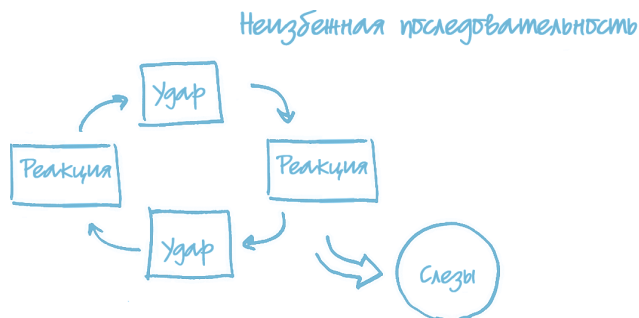 Неизбежная последовательность
Удар
Реакция
Реакция
Удар
Слезы